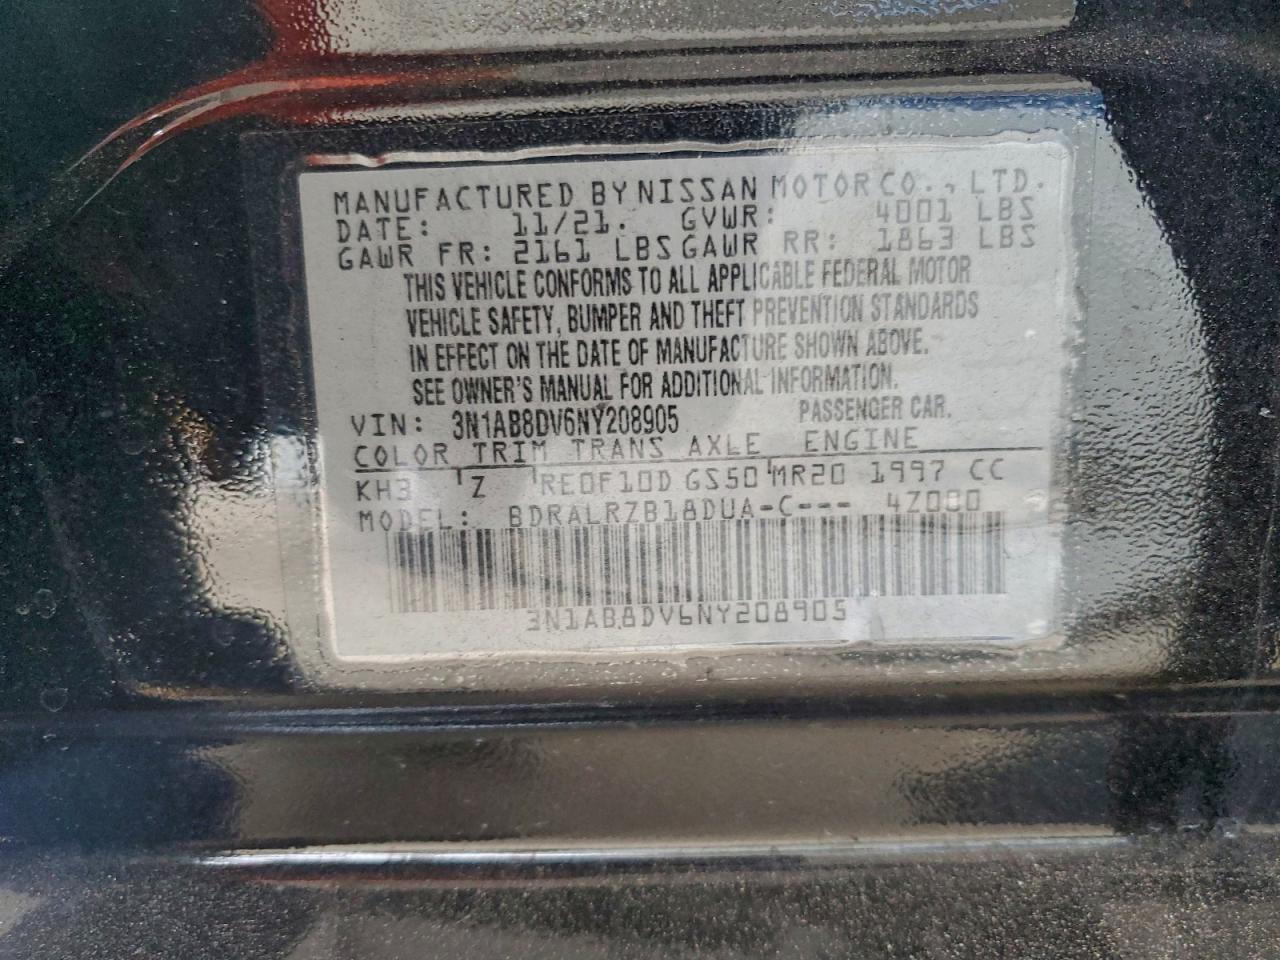 MANUFACTURED BY NISSAN MOTOR CO., LTD.
DATE: 11/21. GVWR: 4001 LBS
GAWR FR: 2161 LBS GAWR RR: 1863 LBS
THIS VEHICLE CONFORMS TO ALL APPLICABLE FEDERAL MOTOR
VEHICLE SAFETY, BUMPER AND THEFT PREVENTION STANDARDS
IN EFFECT ON THE DATE OF MANUFACTURE SHOWN ABOVE.
SEE OWNER'S MANUAL FOR ADDITIONAL INFORMATION.
VIN: 3N1AB8DV6NY208905 PASSENGER CAR.
COLOR TRIM TRANS AXLE ENGINE
KH3 Z RE0F10D GS50 MR20 1997 CC
MODEL: BDRALRZB18DUA-C---
3N1AB8DV6NY208905